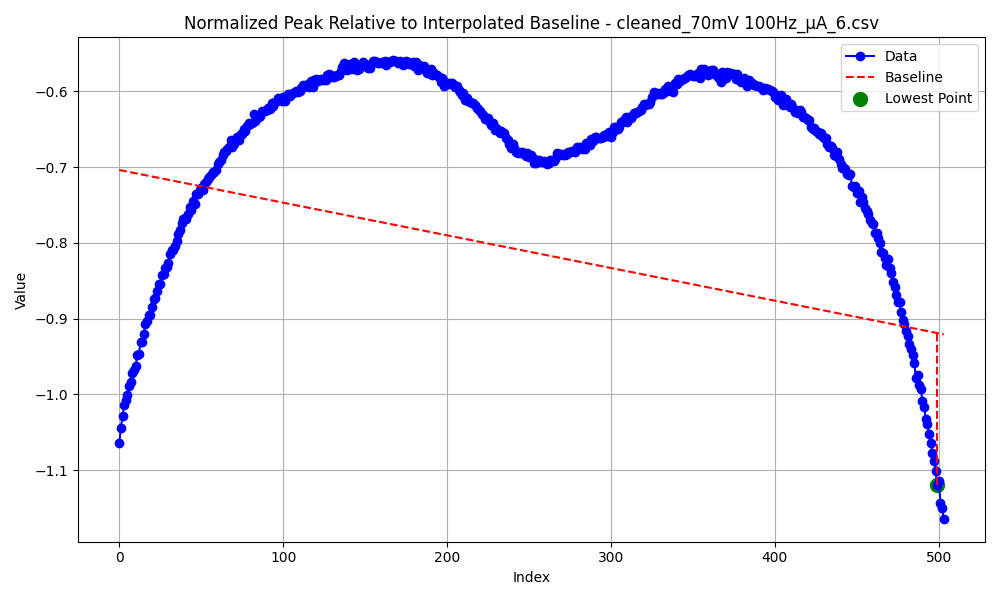 Normalized Peak Relative to Interpolated Baseline - cleaned_70mV 100Hz_μA_6.csv
Data
Baseline
Lowest Point
Value
−0.6
−0.7
−0.8
−0.9
−1.0
−1.1
0
100
200
300
400
500
Index